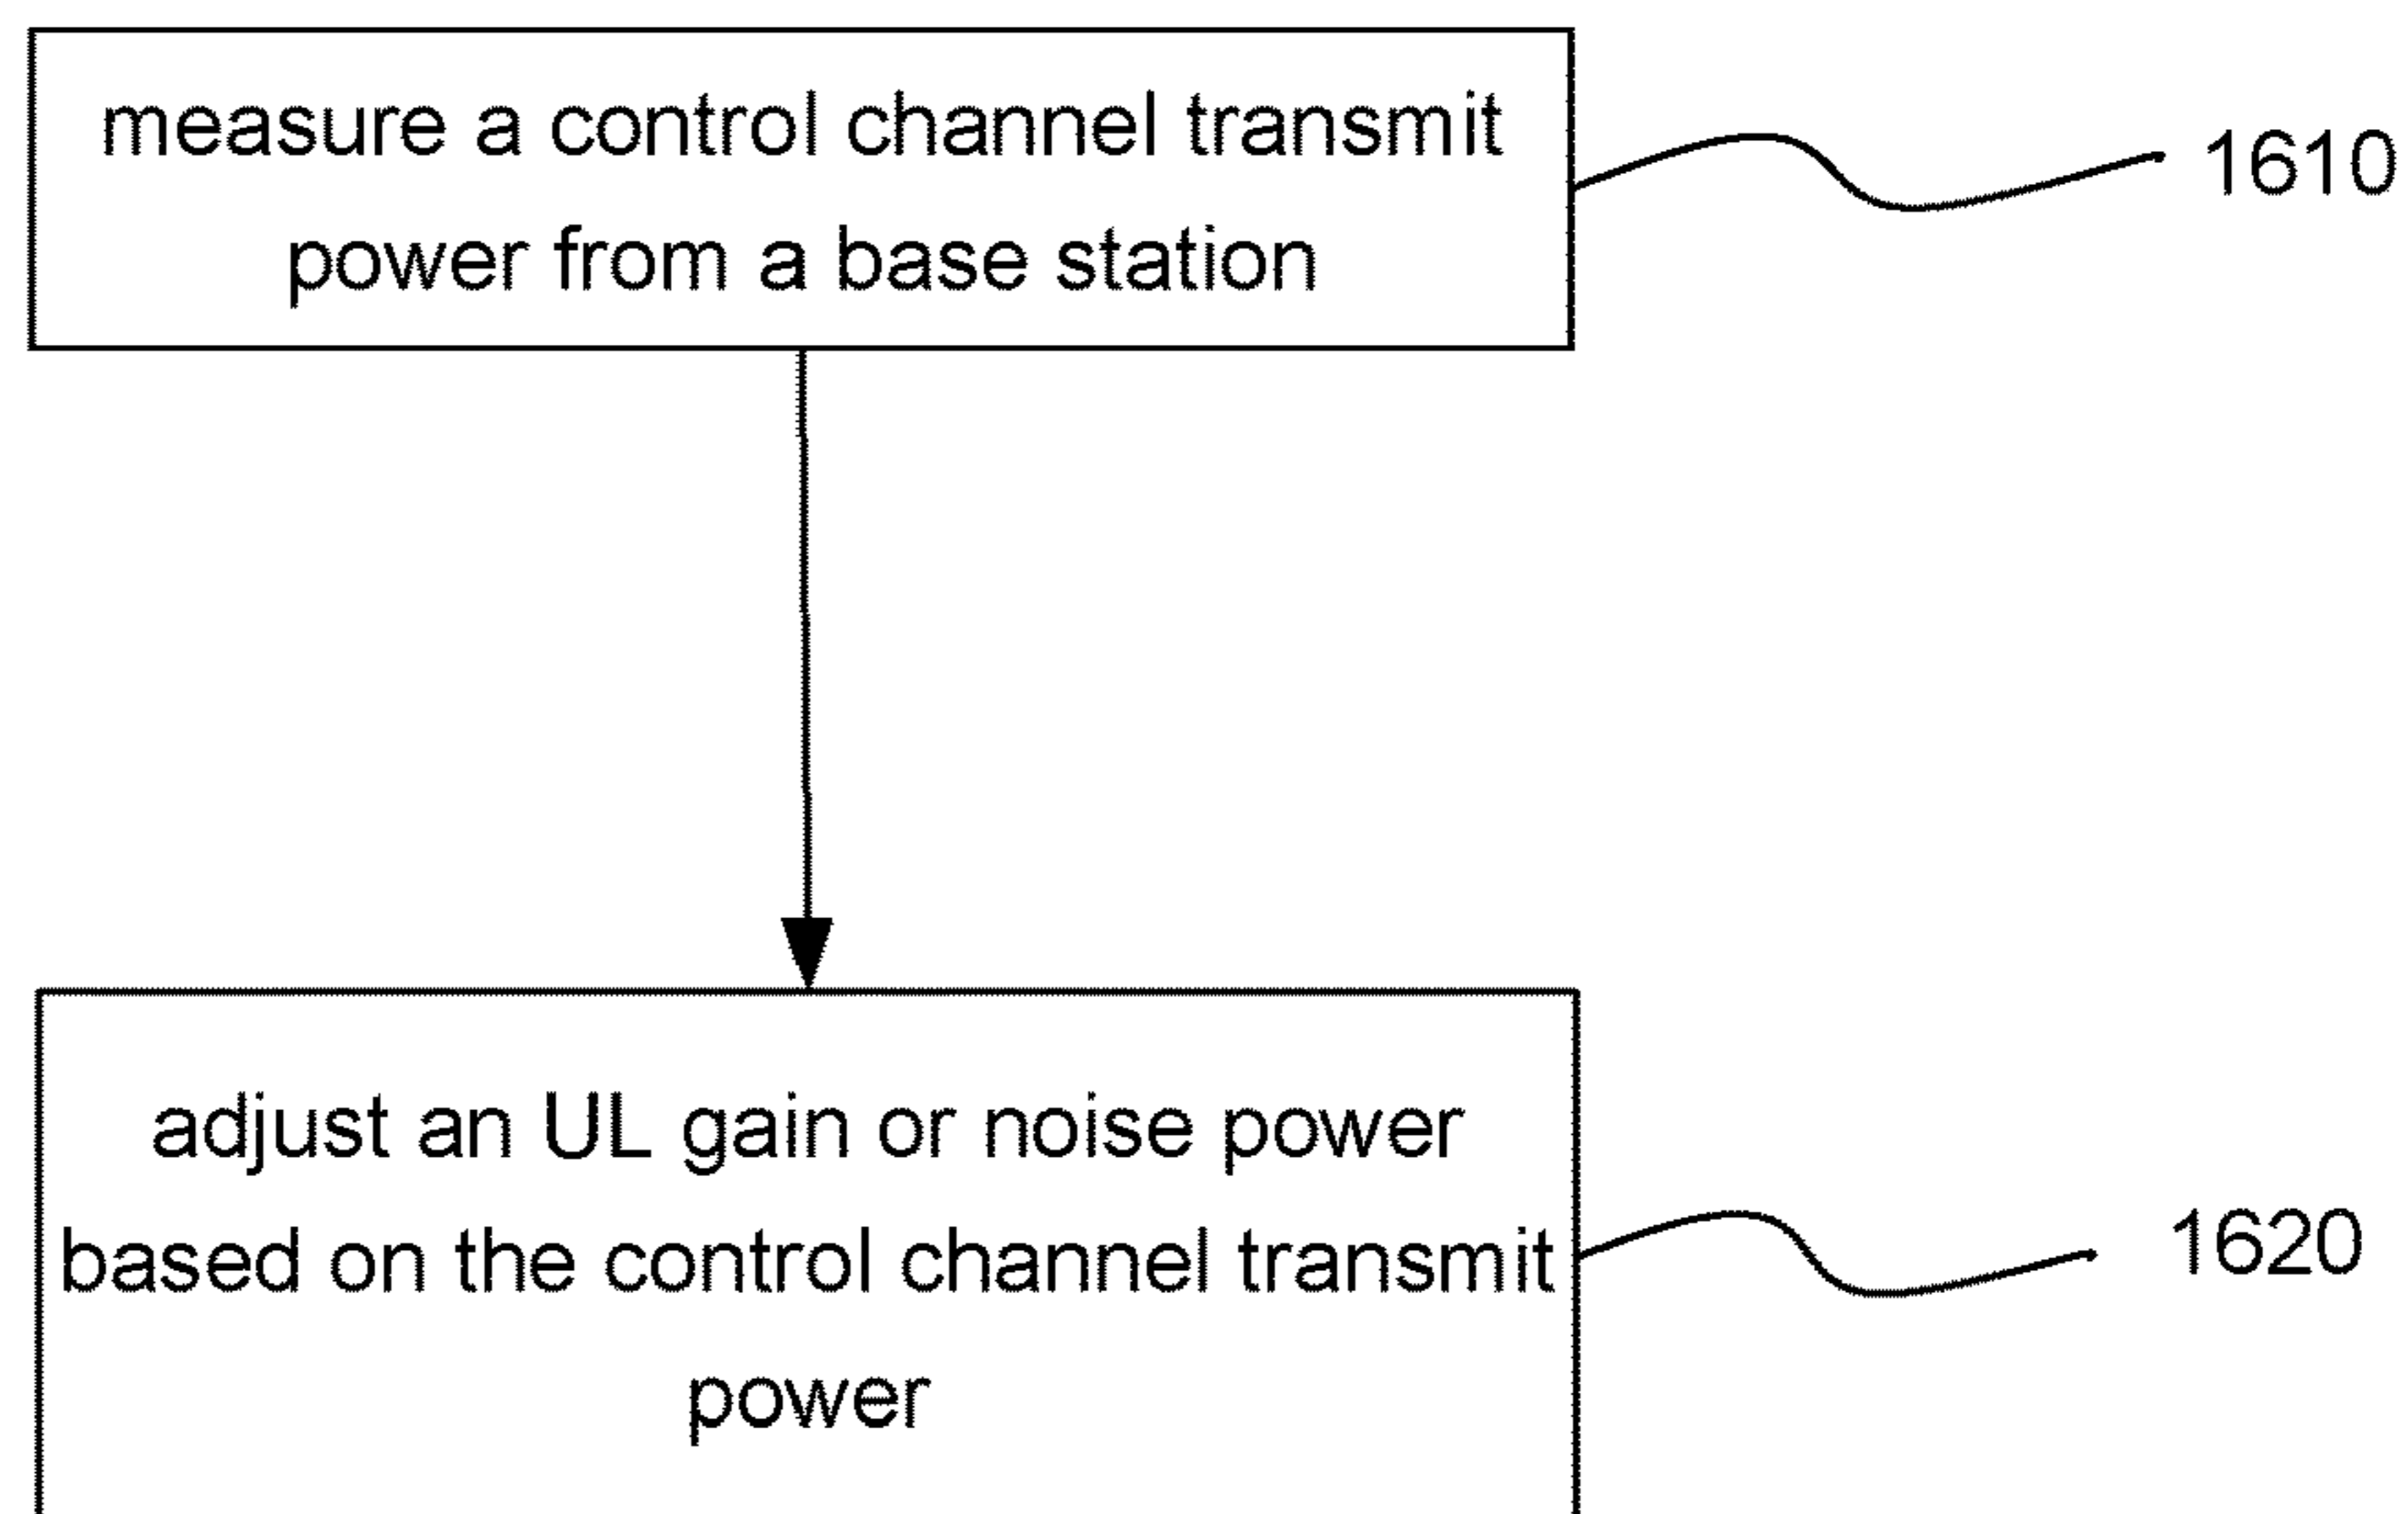 measure a control channel transmit
power from a base station
1610
adjust an UL gain or noise power
based on the control channel transmit
power
1620